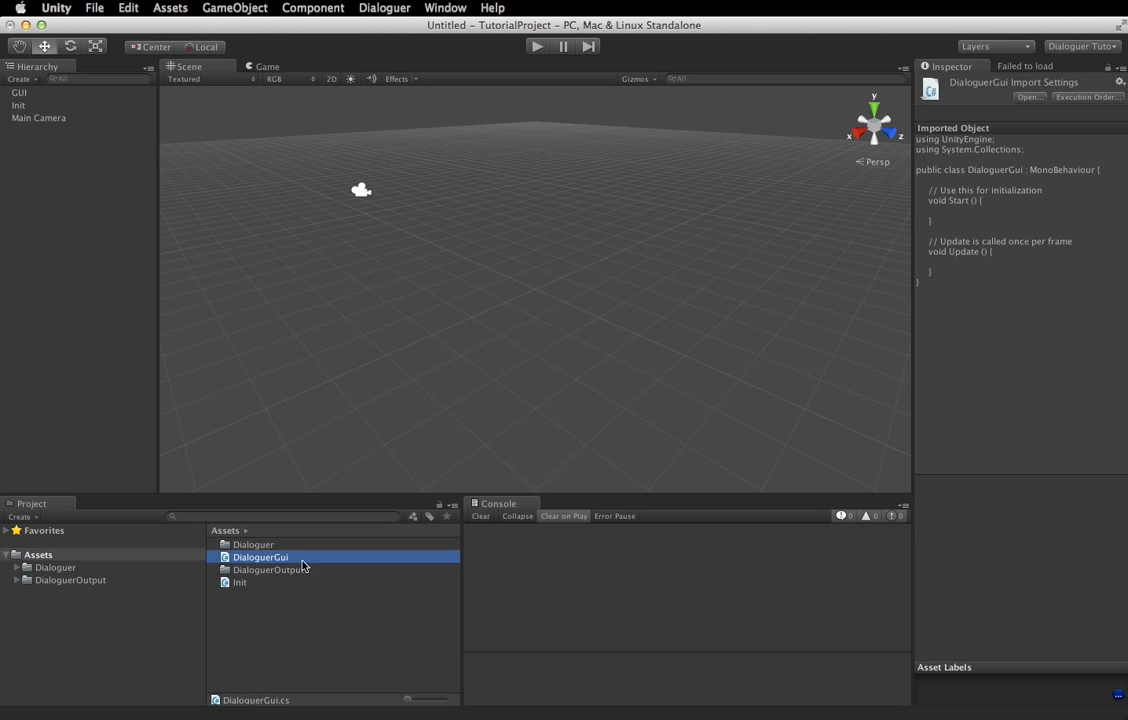 Unity File Edit Assets GameObject Component Dialoguer Window Help
Untitled - TutorialProject - PC, Mac & Linux Standalone
Center Local
Layers
Dialoguer Tuto
Hierarchy
Create
All
GUI
Init
Main Camera
Scene
Game
Textured
RGB
2D
Effects
Gizmos
All
y
x
z
Persp
Inspector
Failed to load
C#
DialoguerGui Import Settings
Open...
Execution Order...
Imported Object
using UnityEngine;
using System.Collections;
public class DialoguerGui : MonoBehaviour {
// Use this for initialization
void Start () {
}
// Update is called once per frame
void Update () {
}
}
Asset Labels
Project
Create
Favorites
Assets
Dialoguer
DialoguerOutput
Assets
Dialoguer
DialoguerGui
DialoguerOutput
Init
DialoguerGui.cs
Console
Clear
Collapse
Clear on Play
Error Pause
0
0
0